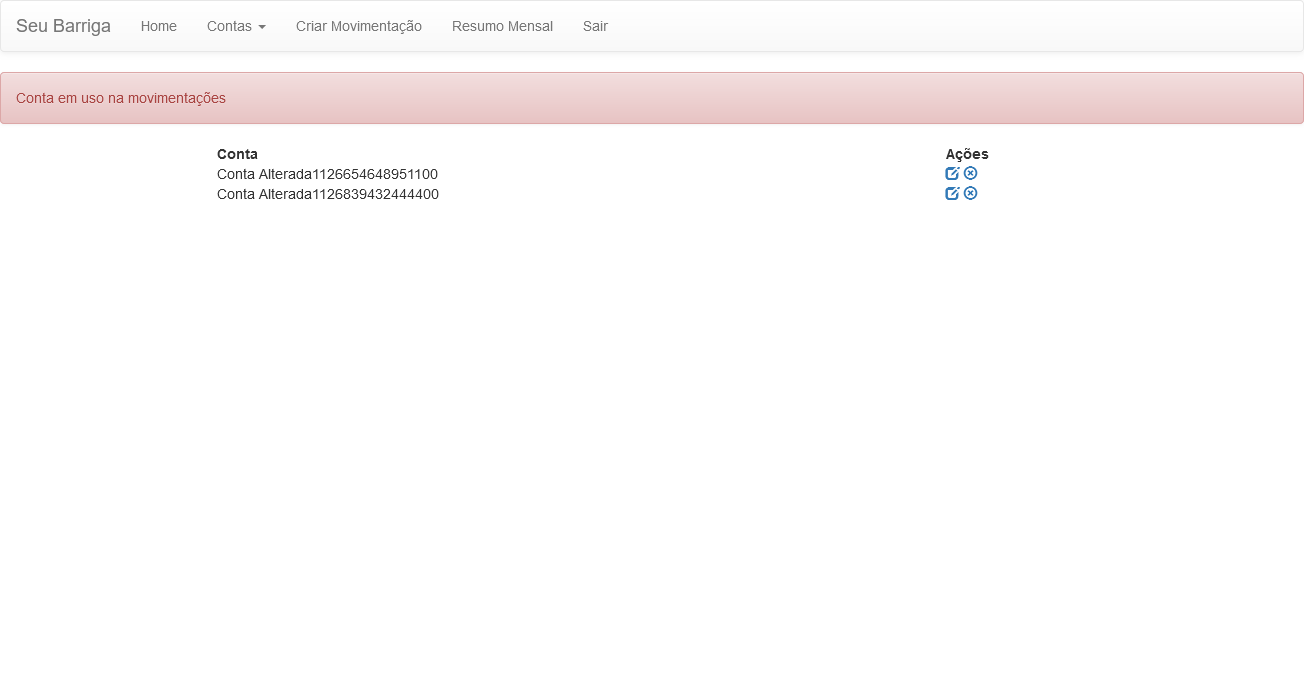 Seu Barriga Home Contas Criar Movimentação Resumo Mensal Sair
Conta em uso na movimentações
Conta Ações
Conta Alterada1126654648951100
Conta Alterada1126839432444400